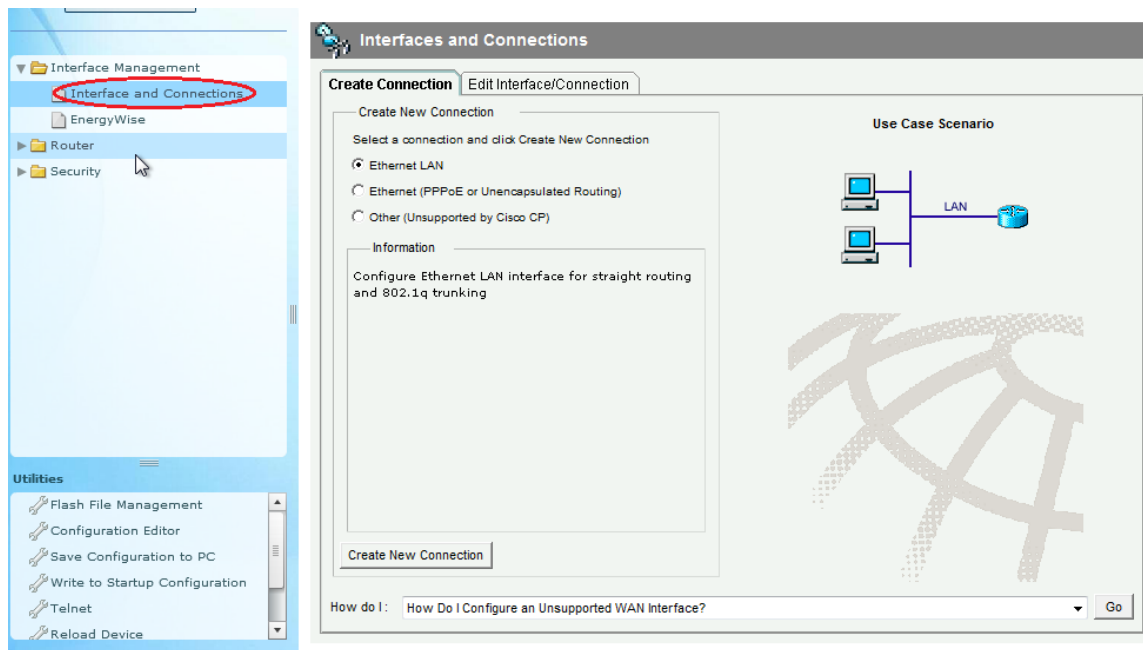 Interface Management
Interface and Connections
EnergyWise
Router
Security
Utilities
Flash File Management
Configuration Editor
Save Configuration to PC
Write to Startup Configuration
Telnet
Reload Device
Interfaces and Connections
Create Connection
Edit Interface/Connection
Create New Connection
Select a connection and click Create New Connection
Ethernet LAN
Ethernet (PPPoE or Unencapsulated Routing)
Other (Unsupported by Cisco CP)
Information
Configure Ethernet LAN interface for straight routing
and 802.1q trunking
Create New Connection
Use Case Scenario
LAN
How do I: How Do I Configure an Unsupported WAN Interface? Go